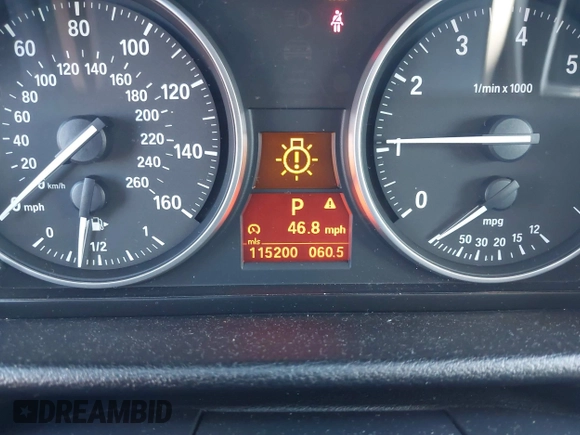 60 80 100 120 140 160
20 40 60 80 100 120 140 160 180 200 220 240 260
0 20 40
km/h
0 mph
0 1/2 1
P
46.8 mph
mls
115200 060.5
0 1 2 3 4 5
1/min x 1000
mpg
50 30 20 15 12
DREAMBID